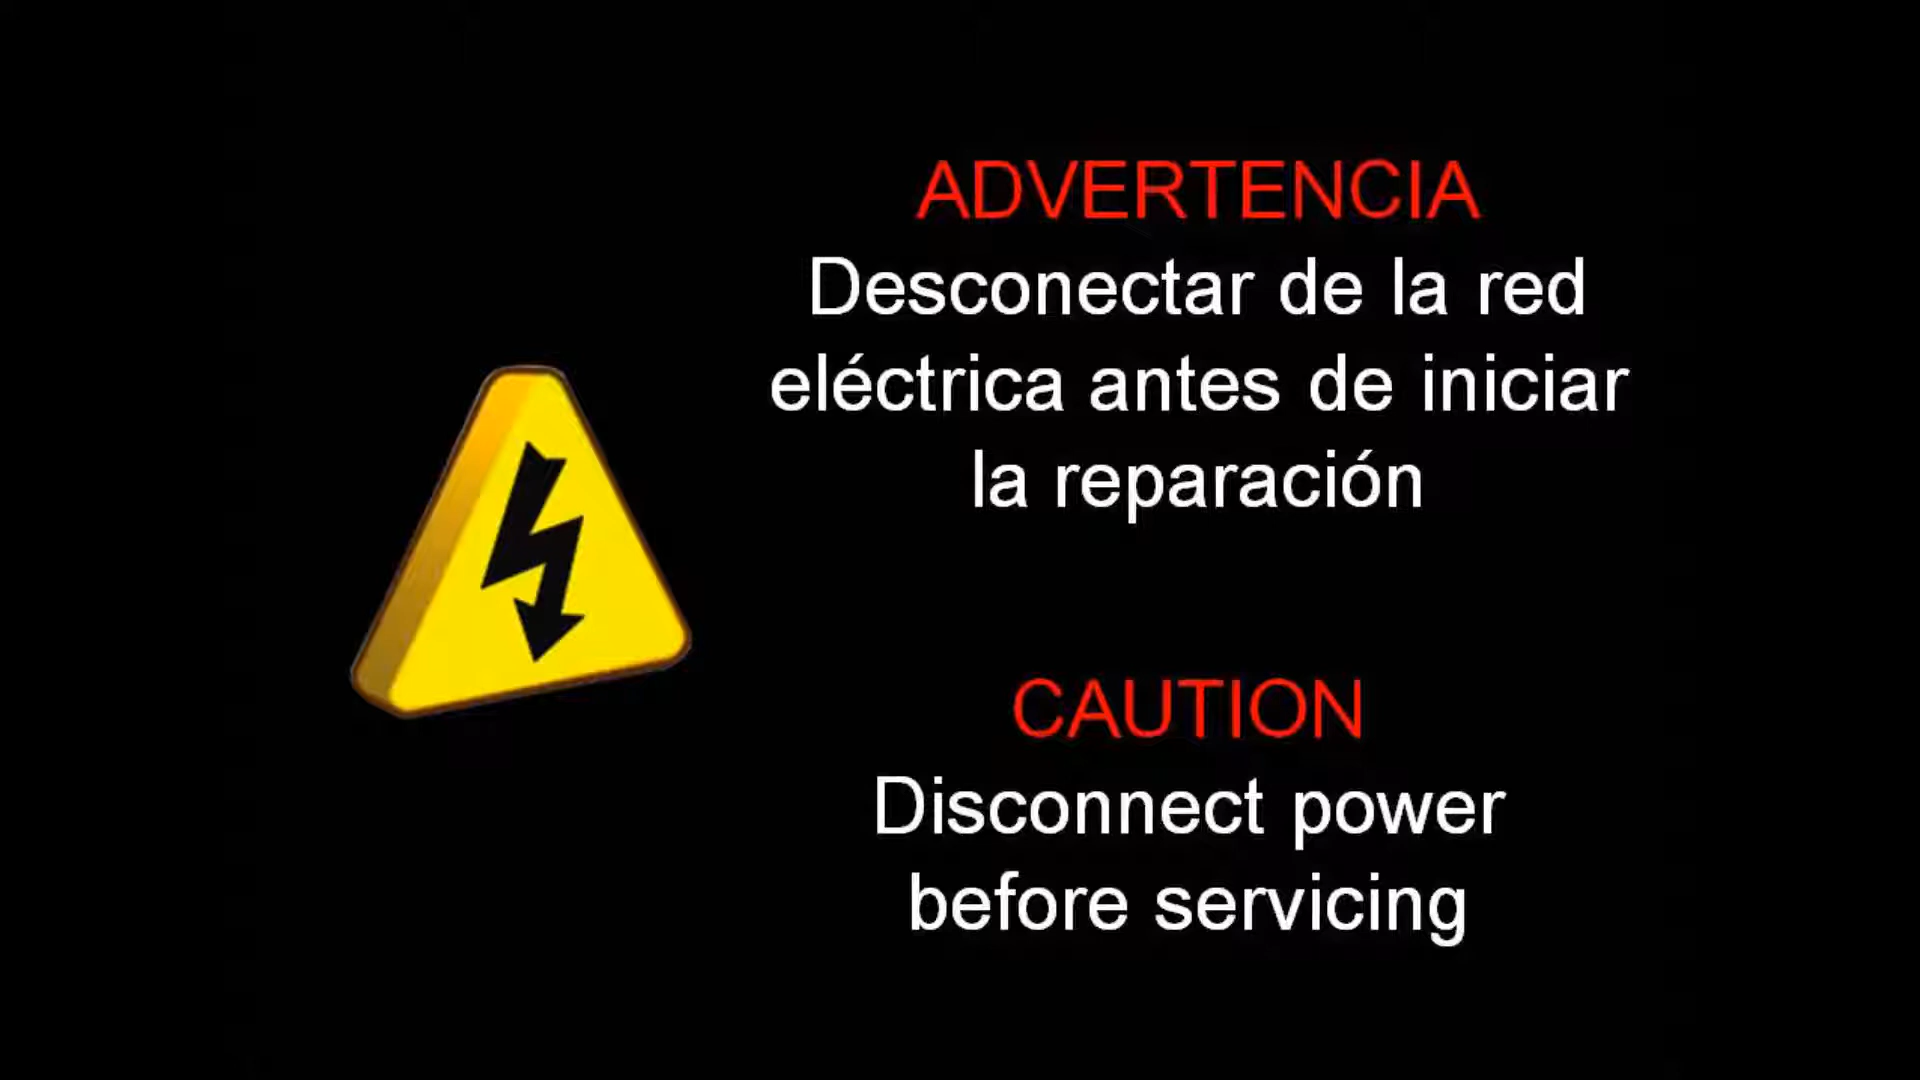 ADVERTENCIA
Desconectar de la red
eléctrica antes de iniciar
la reparación
CAUTION
Disconnect power
before servicing